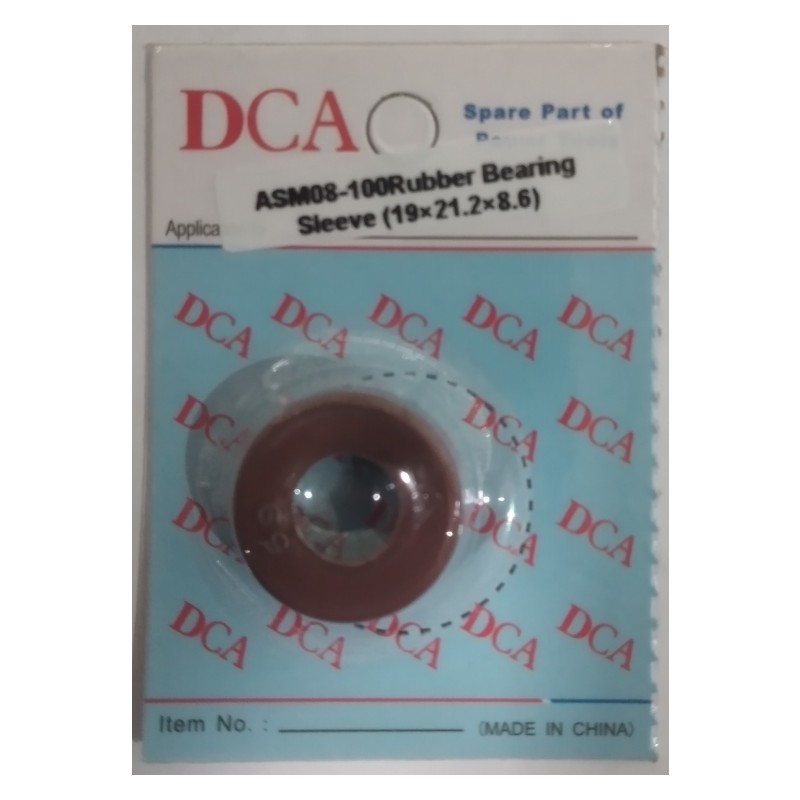 DCA
Spare Part of
ASM08-100Rubber Bearing
Sleeve (19×21.2×8.6)
Applica
DCA DCA DCA DCA DCA
DCA DCA DCA
DCA DCA DCA
DCA DCA DCA DCA DCA
Item No. :
(MADE IN CHINA)